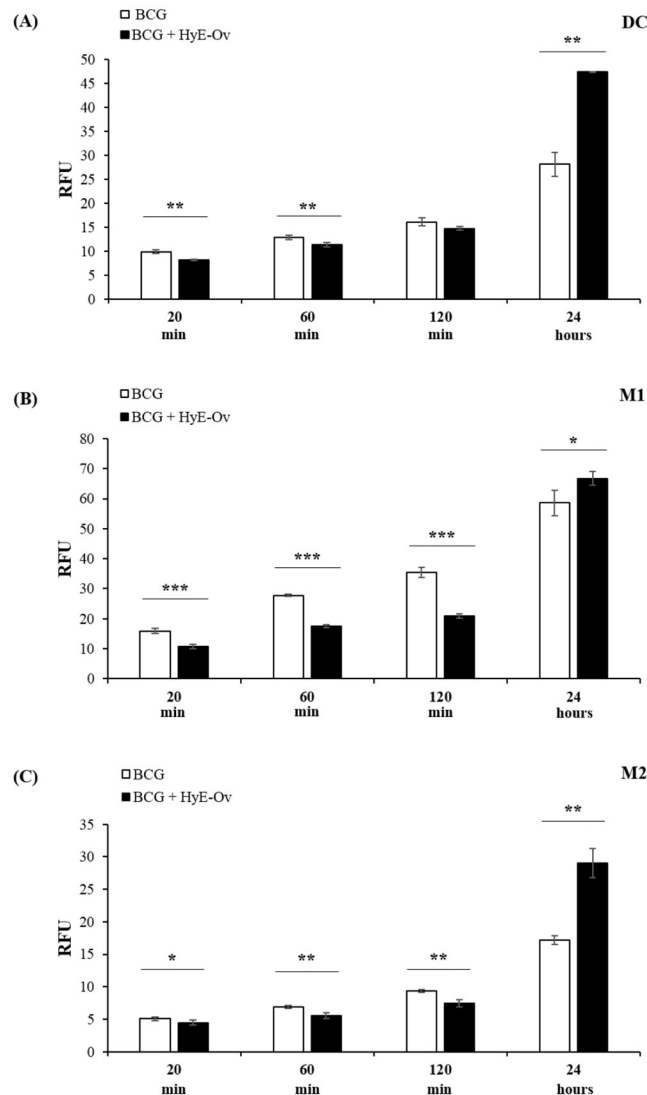 (A)
BCG
BCG + HyE-Ov
DC
**
50
45
40
35
30
25
20
15
10
5
0
RFU
**
**
20
min
60
min
120
min
24
hours
(B)
BCG
BCG + HyE-Ov
M1
*
80
70
60
50
40
30
20
10
0
RFU
***
***
***
20
min
60
min
120
min
24
hours
(C)
BCG
BCG + HyE-Ov
M2
**
35
30
25
20
15
10
5
0
RFU
*
**
**
20
min
60
min
120
min
24
hours